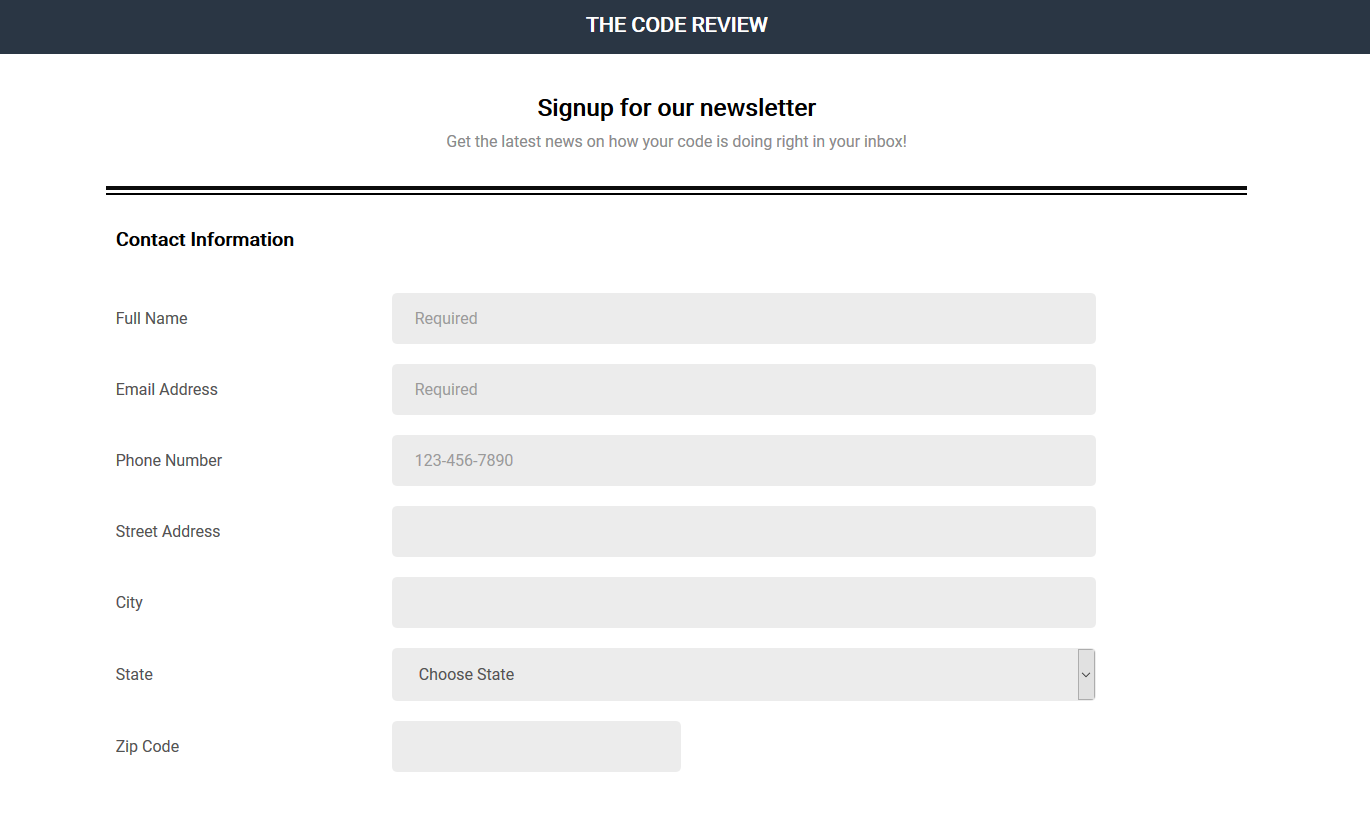 THE CODE REVIEW
Signup for our newsletter
Get the latest news on how your code is doing right in your inbox!
Contact Information
Full Name Required
Email Address Required
Phone Number 123-456-7890
Street Address
City
State Choose State
Zip Code